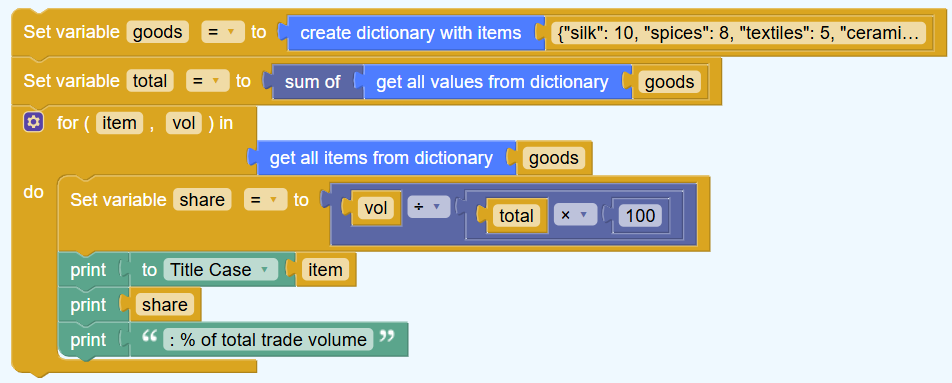 Set variable goods = to create dictionary with items {"silk": 10, "spices": 8, "textiles": 5, "cerami...
Set variable total = to sum of get all values from dictionary goods
for ( item , vol ) in
get all items from dictionary goods
do
Set variable share = to vol ÷ total × 100
print to Title Case item
print share
print “ : % of total trade volume ”